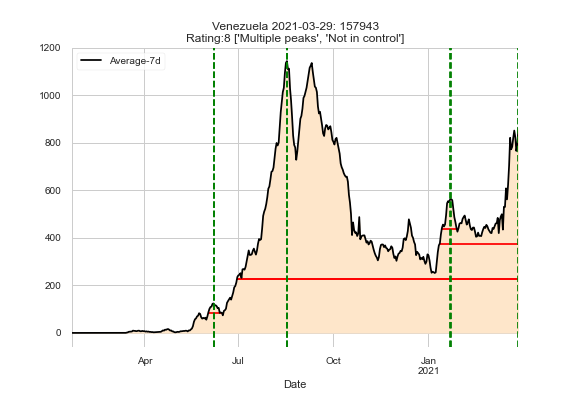 Venezuela 2021-03-29: 157943
Rating:8 ['Multiple peaks', 'Not in control']
1200
Average-7d
1000
800
600
400
200
0
Apr Jul Oct Jan
2021
Date